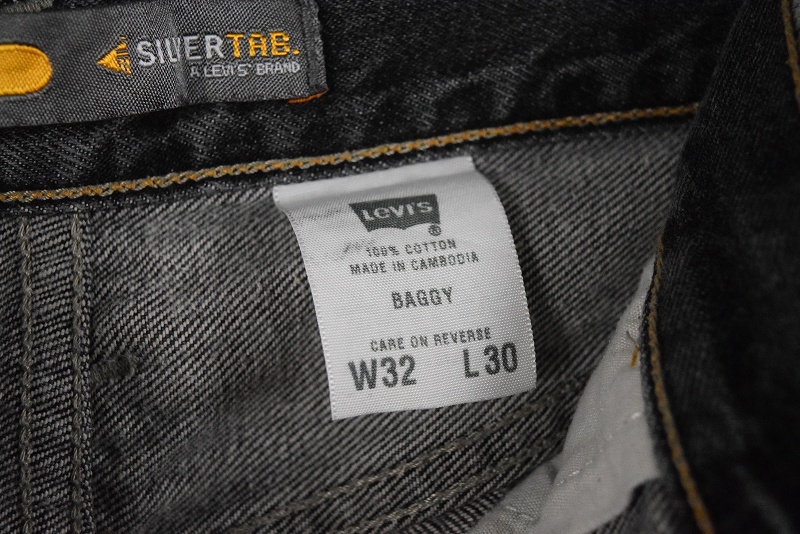 SILVERTAB.
A LEVI'S BRAND
LEVI'S
®
100% COTTON
MADE IN CAMBODIA
BAGGY
CARE ON REVERSE
W32 L30